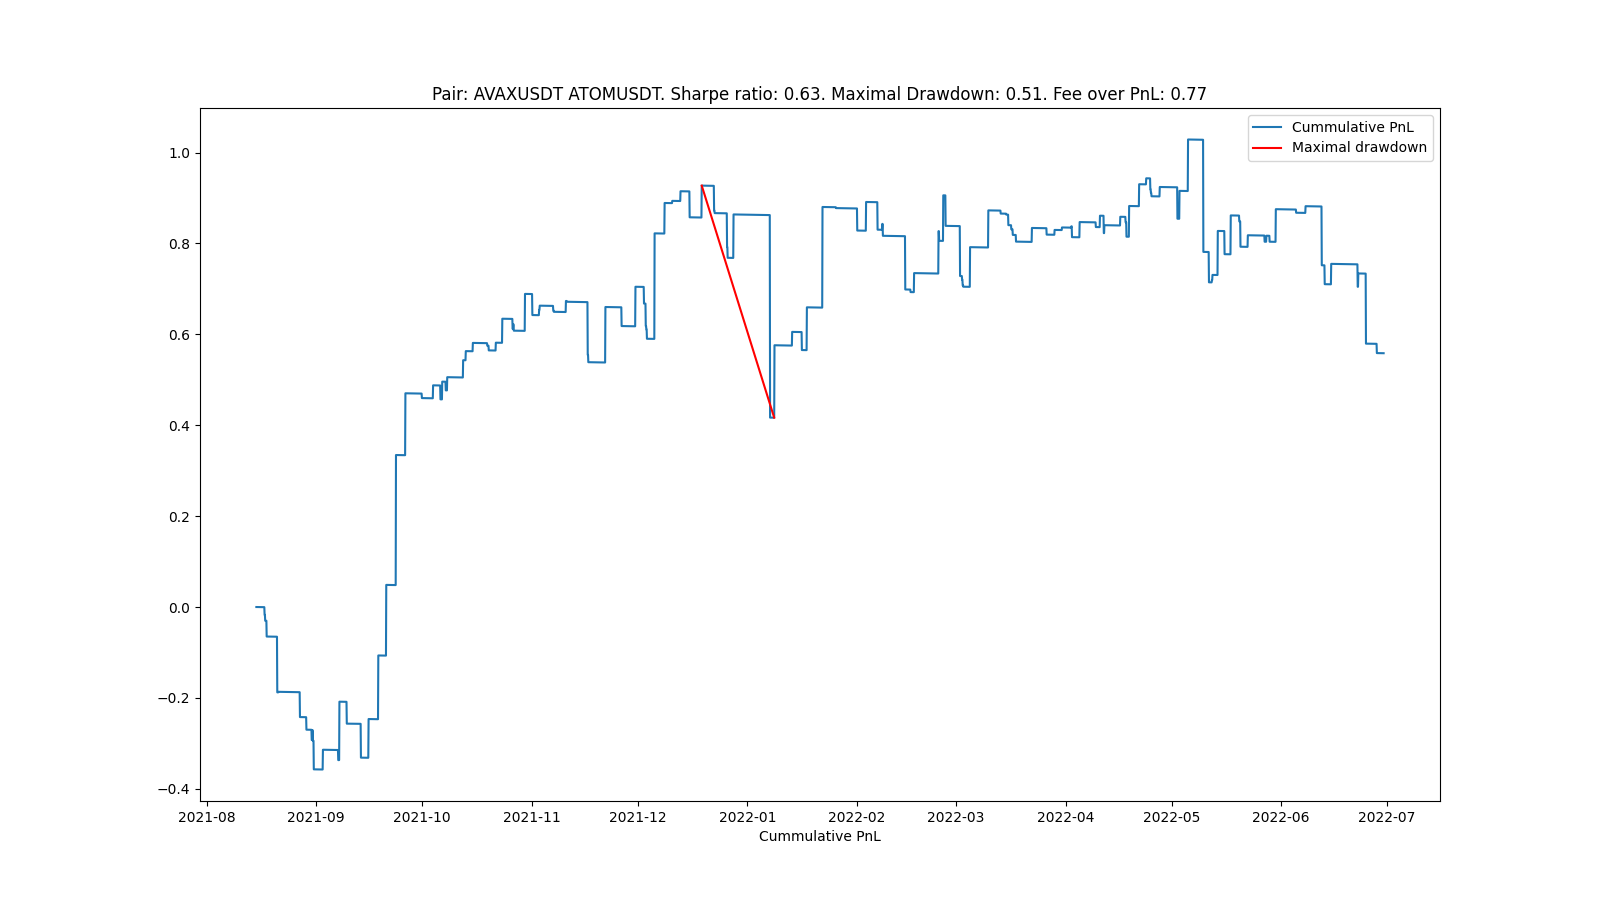 Pair: AVAXUSDT ATOMUSDT. Sharpe ratio: 0.63. Maximal Drawdown: 0.51. Fee over PnL: 0.77
Cummulative PnL
Maximal drawdown
1.0
0.8
0.6
0.4
0.2
0.0
−0.2
−0.4
2021-08 2021-09 2021-10 2021-11 2021-12 2022-01 2022-02 2022-03 2022-04 2022-05 2022-06 2022-07
Cummulative PnL